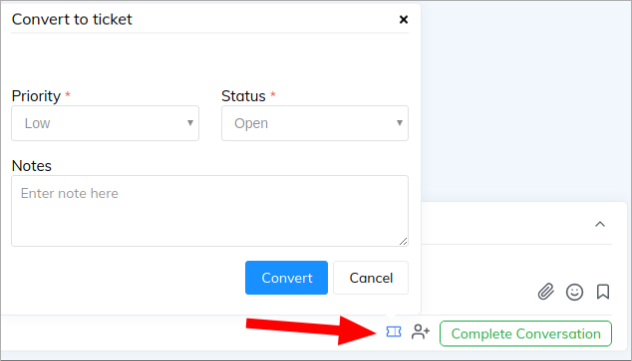 Convert to ticket
Priority * Status *
Low Open
Notes
Enter note here
Convert Cancel
Complete Conversation